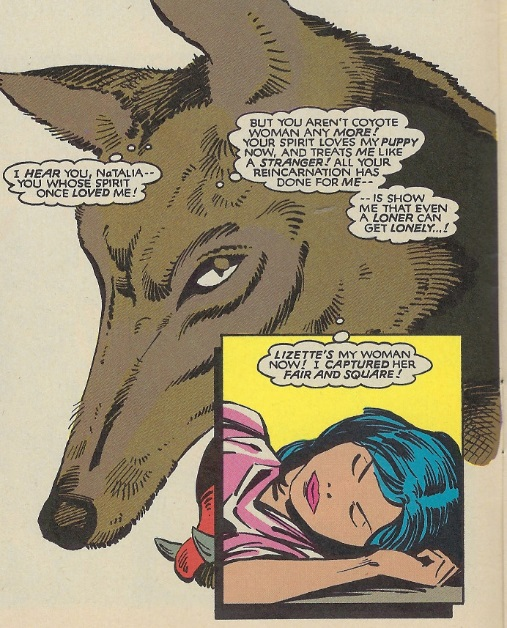 I HEAR YOU, NaTALIA--
YOU WHOSE SPIRIT
ONCE LOVED ME!
BUT YOU AREN'T COYOTE
WOMAN ANY MORE!
YOUR SPIRIT LOVES MY PUPPY
NOW, AND TREATS ME LIKE
A STRANGER! ALL YOUR
REINCARNATION HAS
DONE FOR ME--
--IS SHOW
ME THAT EVEN
A LONER CAN
GET LONELY...!
LIZETTE'S MY WOMAN
NOW! I CAPTURED HER
FAIR AND SQUARE!